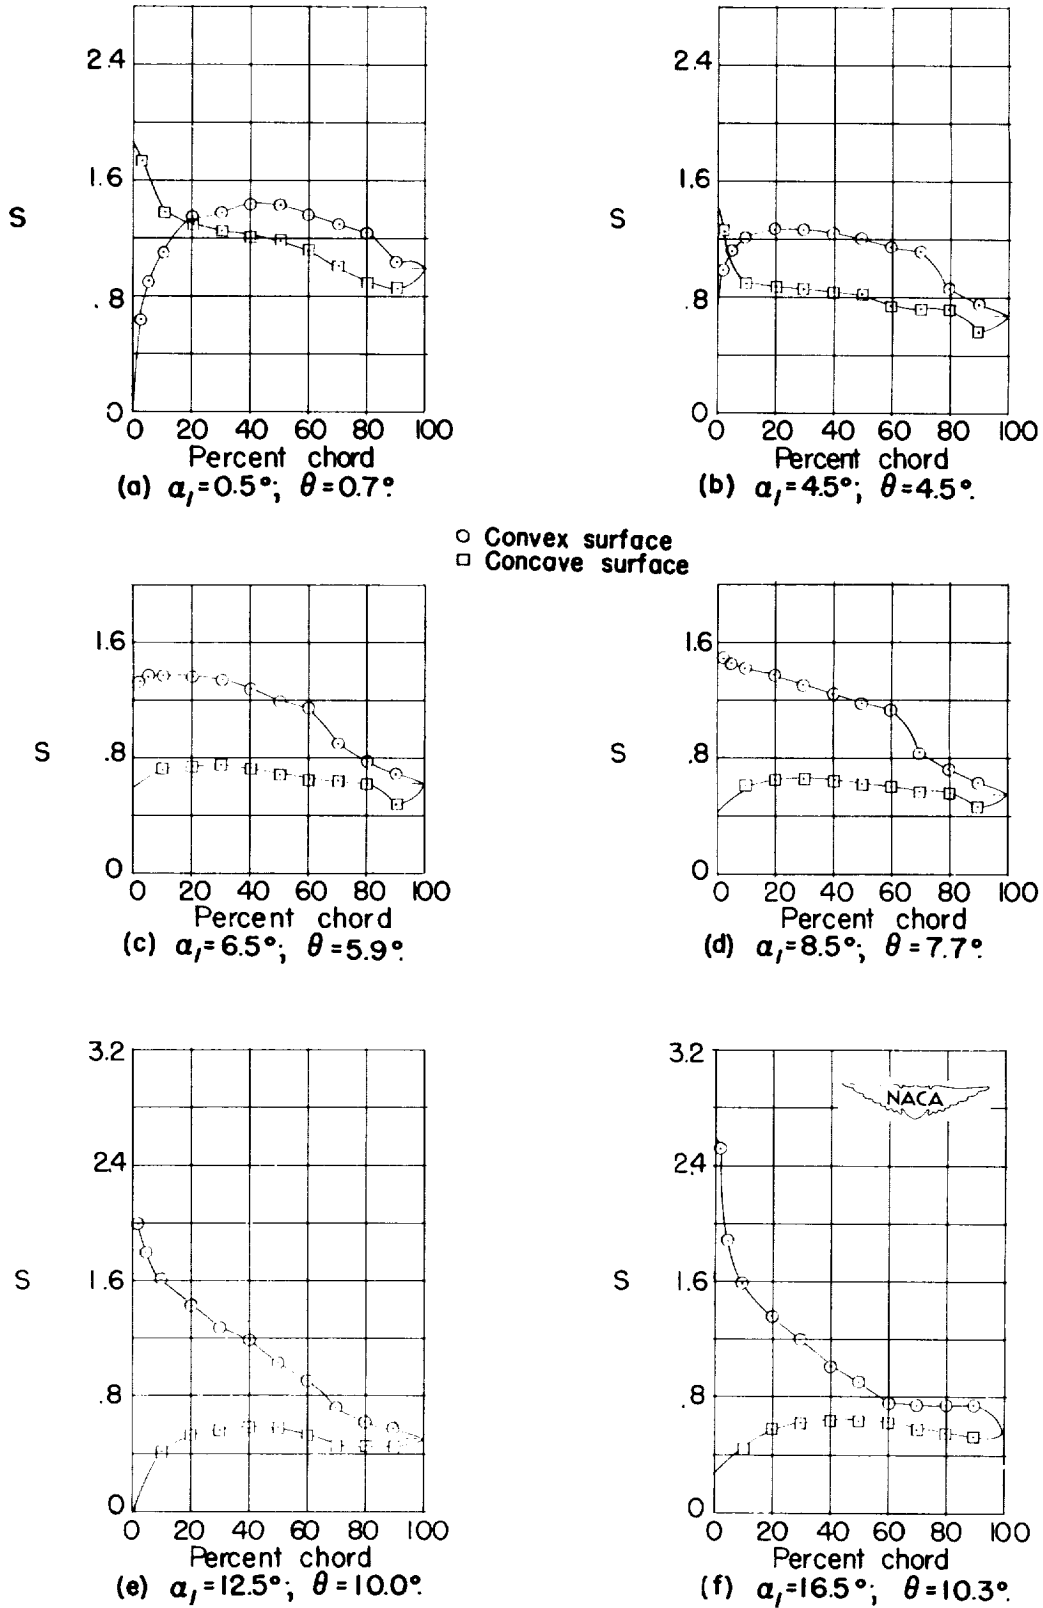 2.4
1.6
S
.8
0
0 20 40 60 80 100
Percent chord
(a) α₁=0.5°; θ=0.7°.
2.4
1.6
S
.8
0
0 20 40 60 80 100
Percent chord
(b) α₁=4.5°; θ=4.5°.
Convex surface
Concave surface
1.6
S
.8
0
0 20 40 60 80 100
Percent chord
(c) α₁=6.5°; θ=5.9°.
1.6
S
.8
0
0 20 40 60 80 100
Percent chord
(d) α₁=8.5°; θ=7.7°.
3.2
2.4
S
1.6
.8
0
0 20 40 60 80 100
Percent chord
(e) α₁=12.5°; θ=10.0°.
3.2
NACA
2.4
S
1.6
.8
0
0 20 40 60 80 100
Percent chord
(f) α₁=16.5°; θ=10.3°.